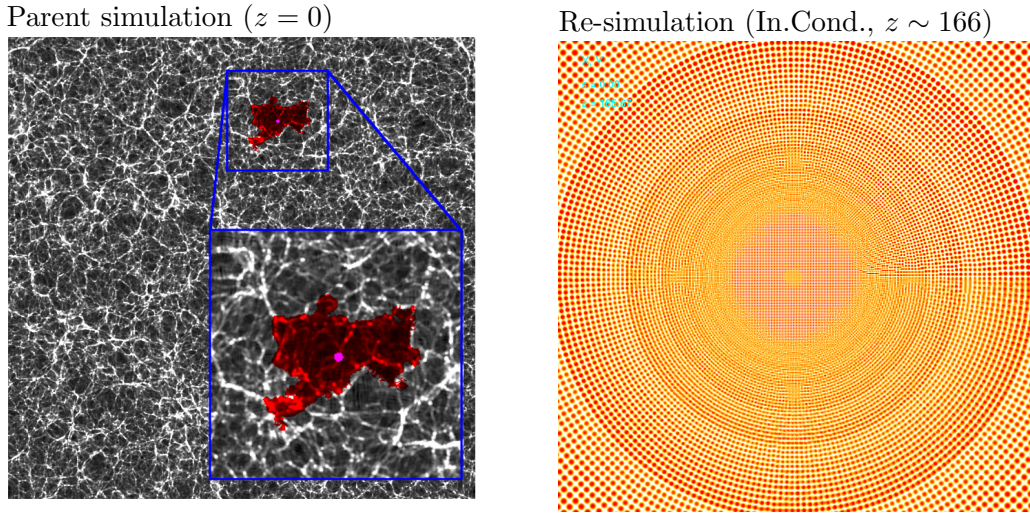 Parent simulation (z = 0)
Re-simulation (In.Cond., z ∼ 166)